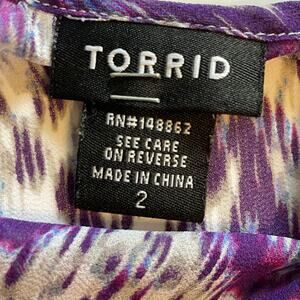 TORRID
RN#148862
SEE CARE
ON REVERSE
MADE IN CHINA
2